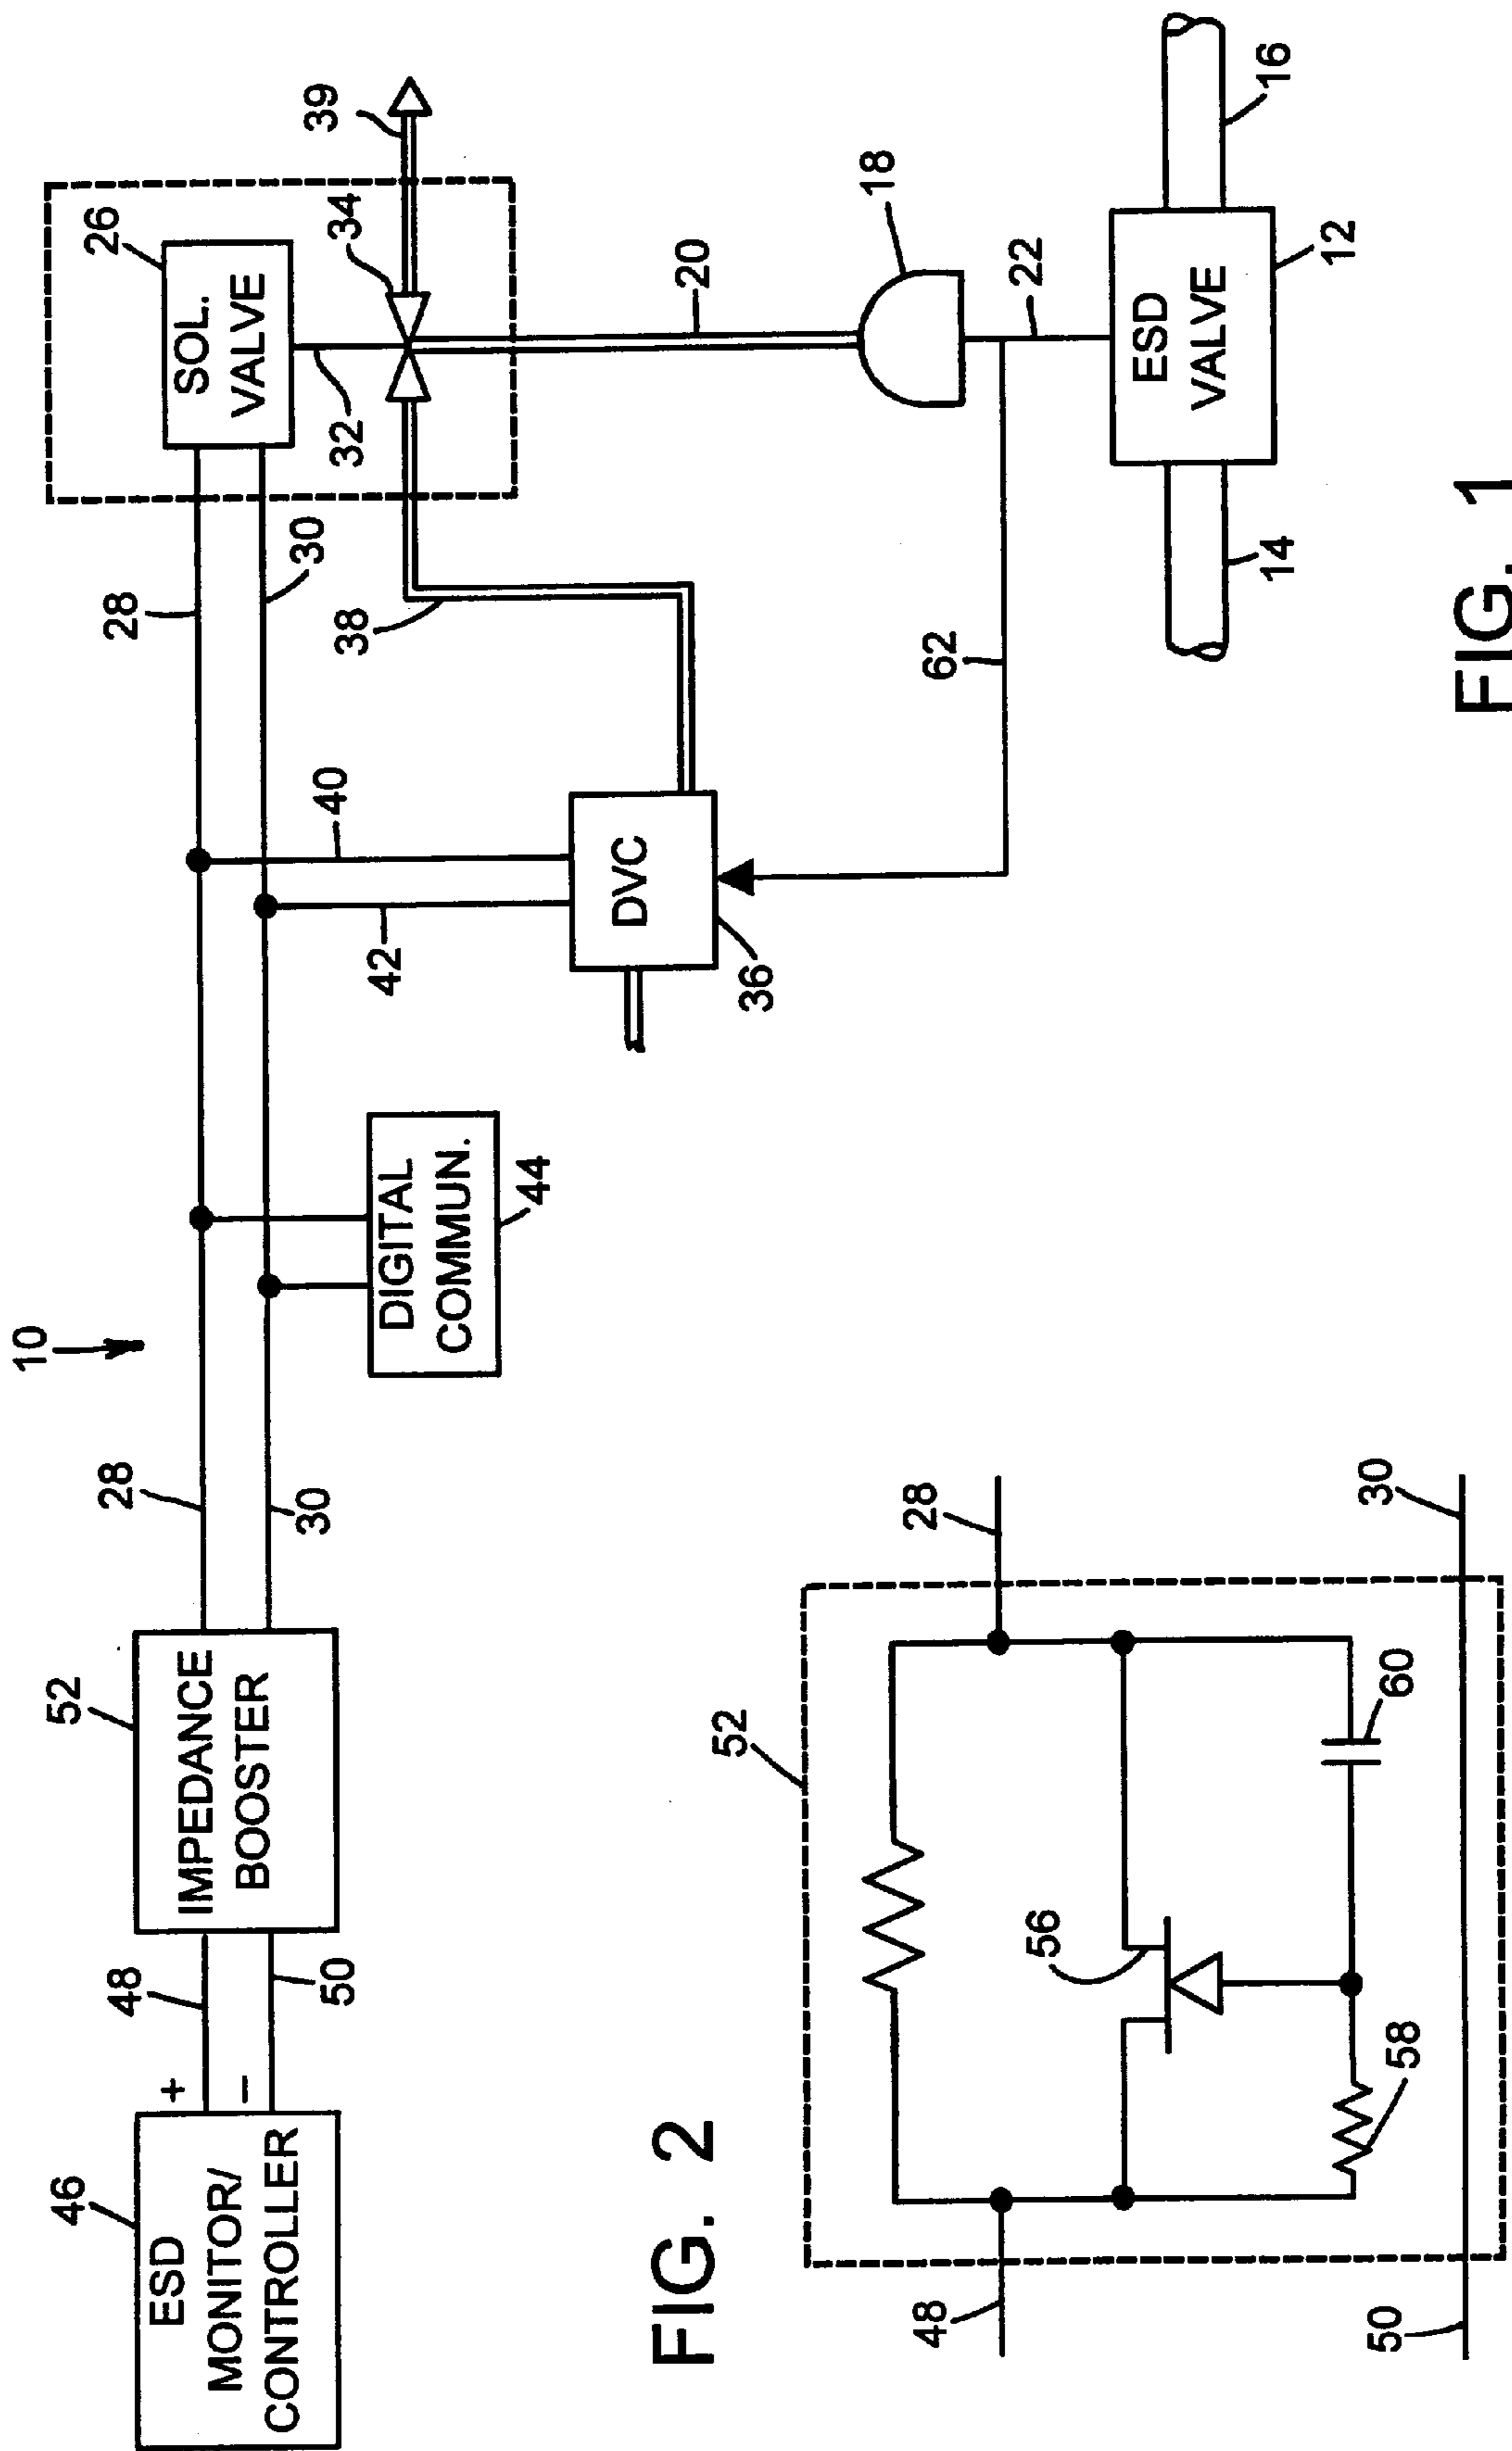 10
46
ESD
MONITOR/
CONTROLLER
+
−
48
50
52
IMPEDANCE
BOOSTER
28
30
DIGITAL
COMMUN.
44
28
30
40
42
DVC
36
38
26
SOL.
VALVE
32
34
39
20
18
22
62
ESD
VALVE
12
14
16
FIG. 1
FIG. 2
52
48
28
56
58
60
50
30